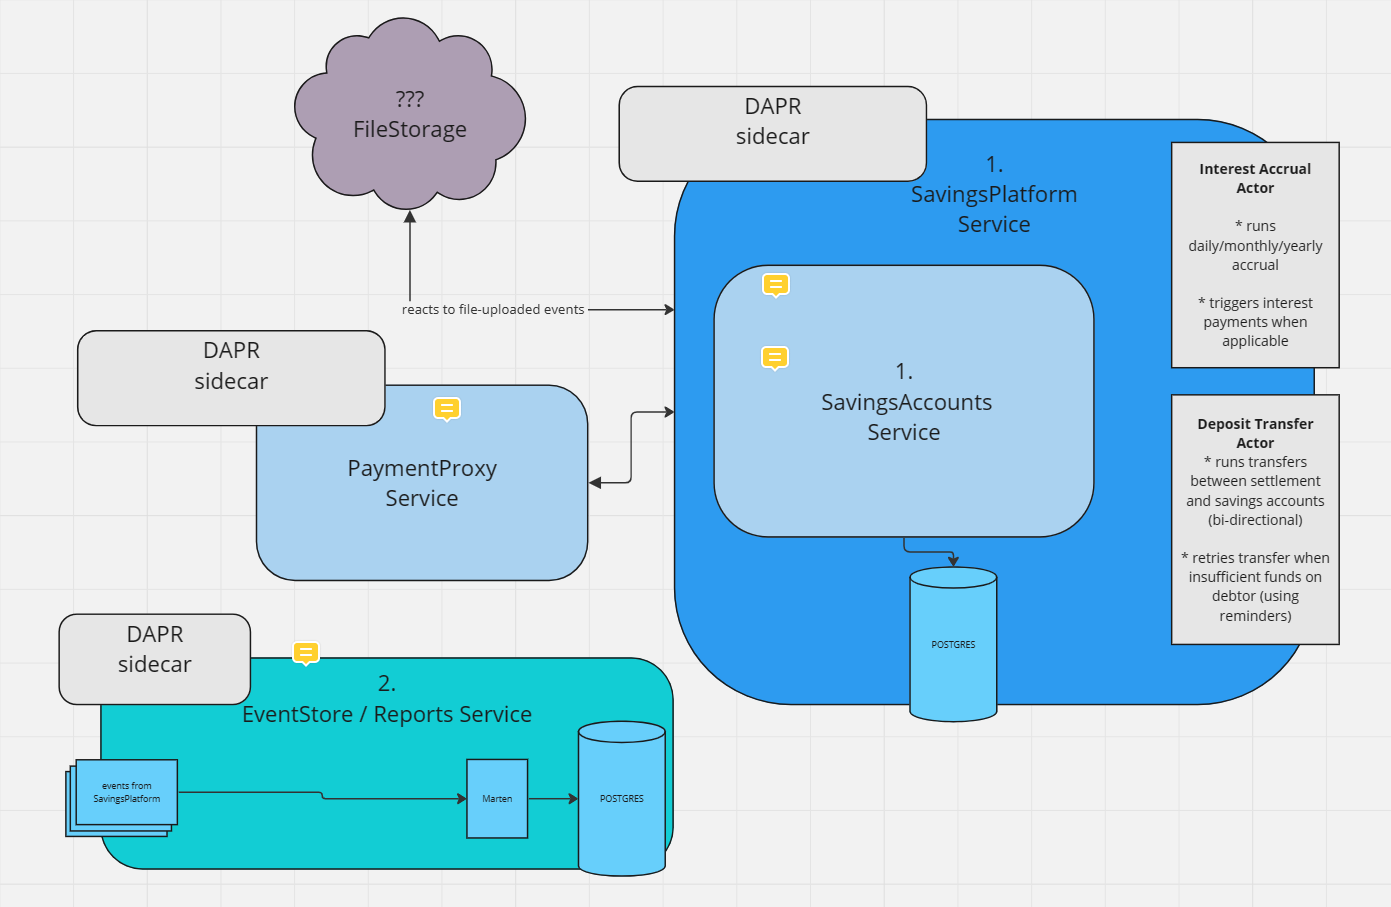 ???
FileStorage
DAPR
sidecar
1.
SavingsPlatform
Service
Interest Accrual
Actor
* runs
daily/monthly/yearly
accrual
* triggers interest
payments when
applicable
reacts to file-uploaded events
DAPR
sidecar
1.
SavingsAccounts
Service
PaymentProxy
Service
Deposit Transfer
Actor
* runs transfers
between settlement
and savings accounts
(bi-directional)
* retries transfer when
insufficient funds on
debtor (using
reminders)
POSTGRES
DAPR
sidecar
2.
EventStore / Reports Service
events from
SavingsPlatform
Marten
POSTGRES